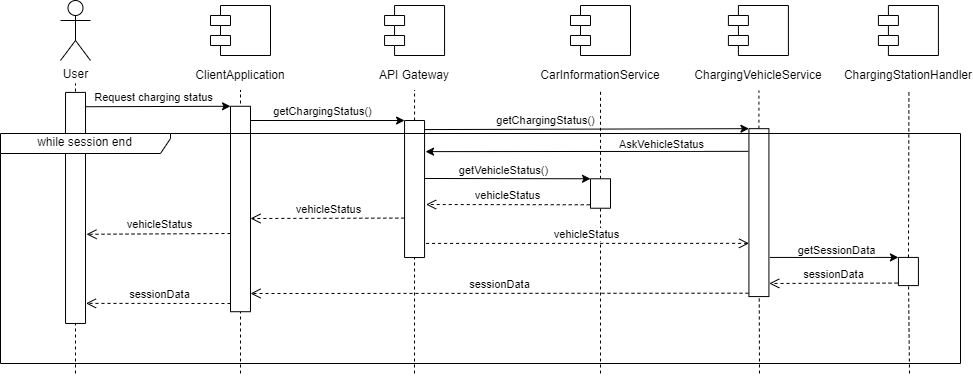 User
ClientApplication
API Gateway
CarInformationService
ChargingVehicleService
ChargingStationHandler
Request charging status
getChargingStatus()
getChargingStatus()
while session end
AskVehicleStatus
getVehicleStatus()
vehicleStatus
vehicleStatus
vehicleStatus
vehicleStatus
getSessionData
sessionData
sessionData
sessionData